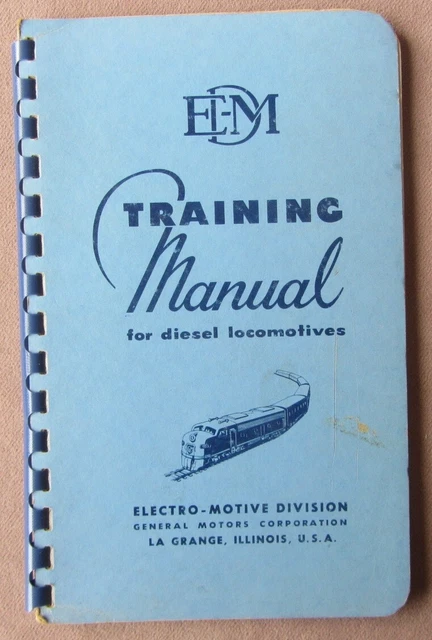 EMD
TRAINING
Manual
for diesel locomotives
ELECTRO-MOTIVE DIVISION
GENERAL MOTORS CORPORATION
LA GRANGE, ILLINOIS, U.S.A.